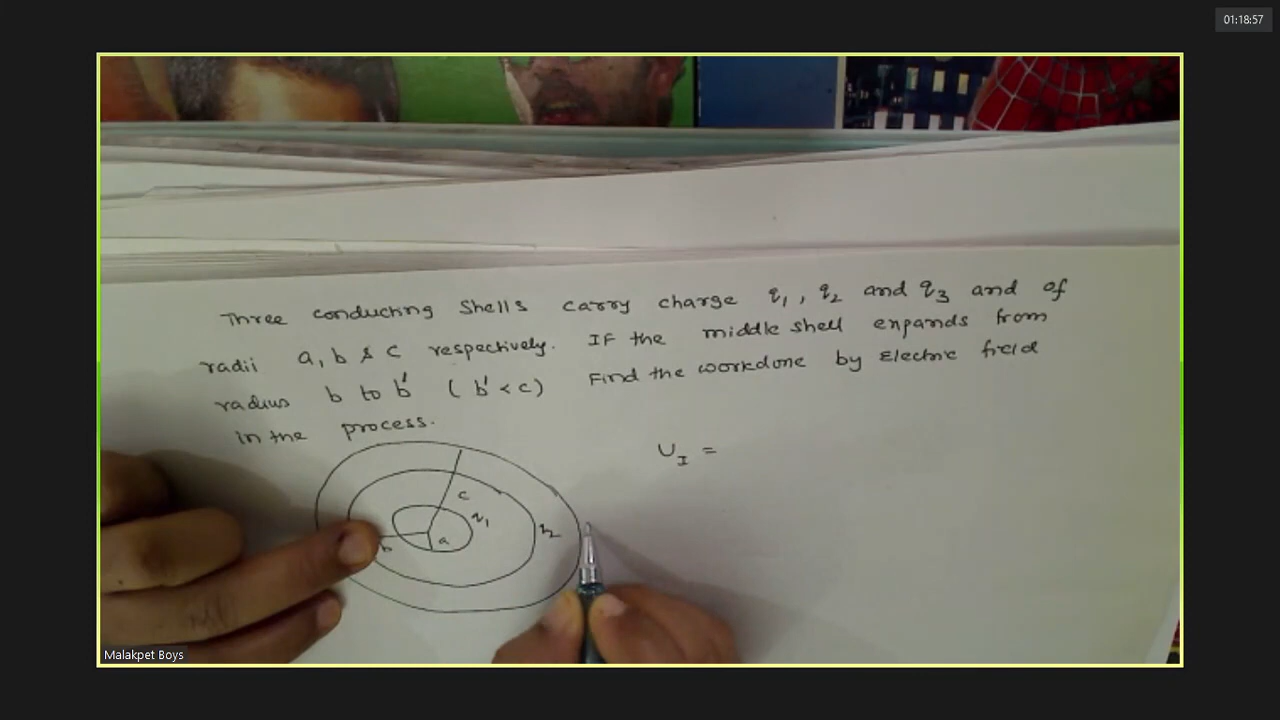 01:18:57
Three conducting Shells carry charge q1, q2 and q3 and of
radii a, b & c respectively. IF the middle shell expands from
radius b to b' ( b' < c) Find the workdone by Electric field
in the process.
U_I =
c
q1
q2
b
a
Malakpet Boys